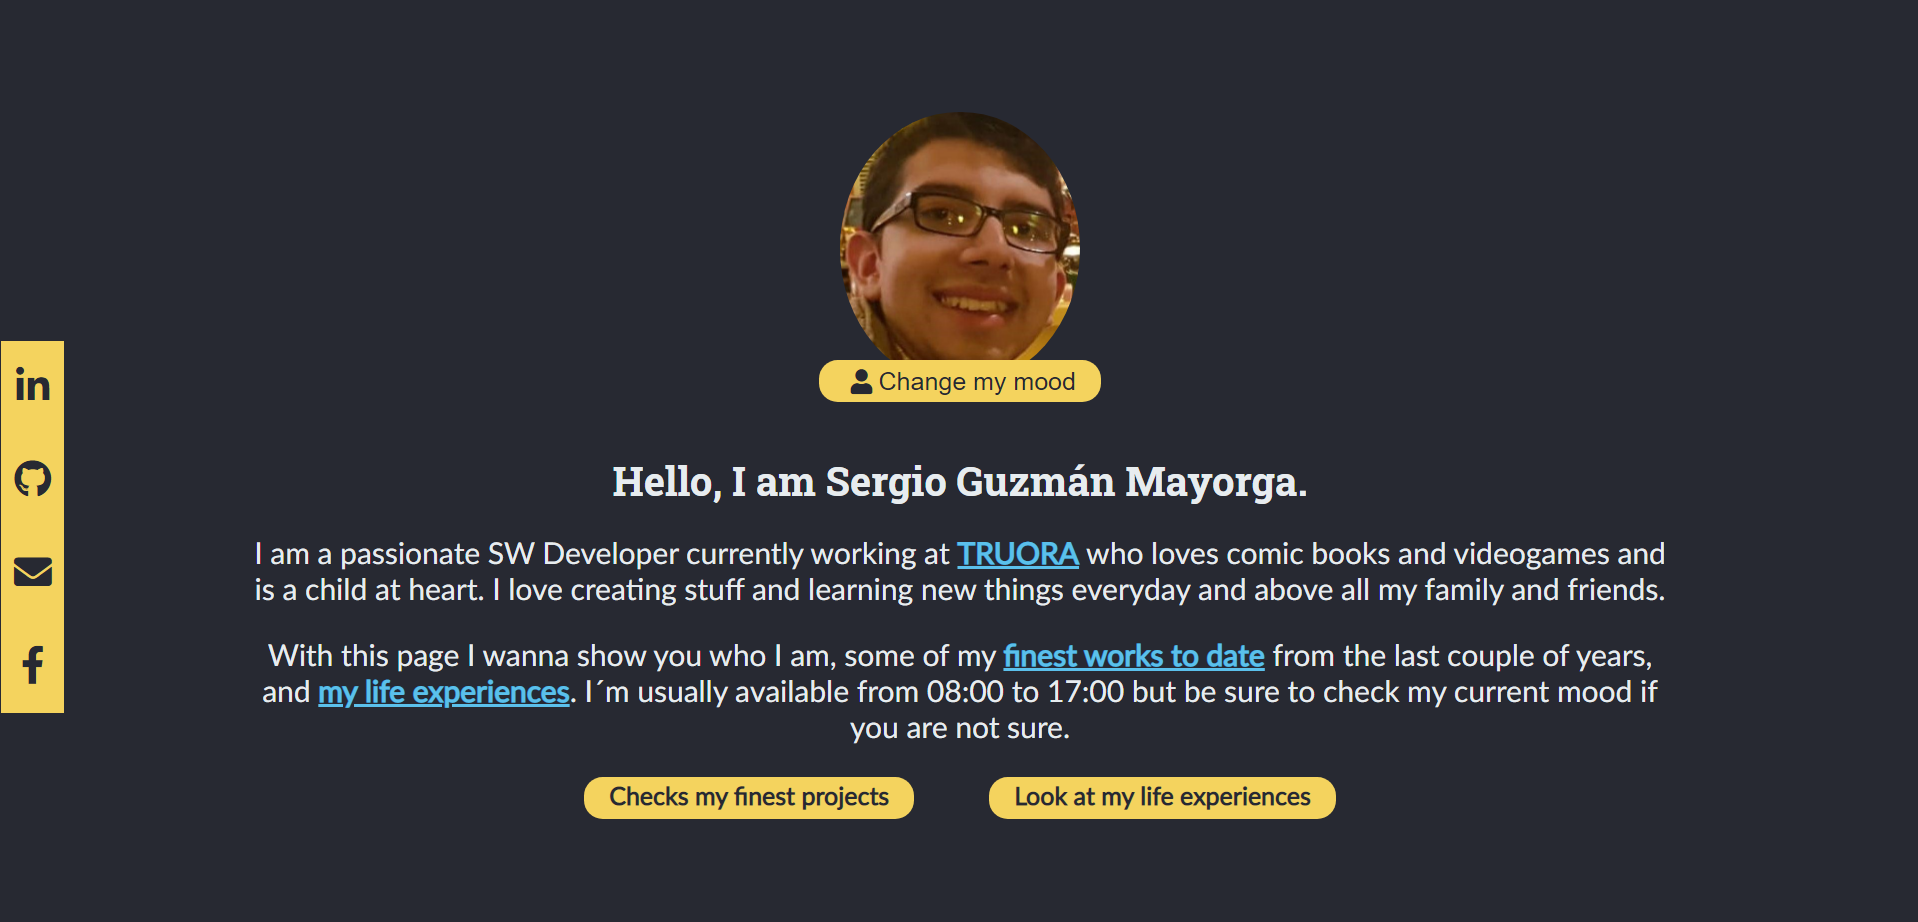 in
Change my mood
Hello, I am Sergio Guzmán Mayorga.
I am a passionate SW Developer currently working at TRUORA who loves comic books and videogames and
is a child at heart. I love creating stuff and learning new things everyday and above all my family and friends.
With this page I wanna show you who I am, some of my finest works to date from the last couple of years,
and my life experiences. I´m usually available from 08:00 to 17:00 but be sure to check my current mood if
you are not sure.
Checks my finest projects
Look at my life experiences